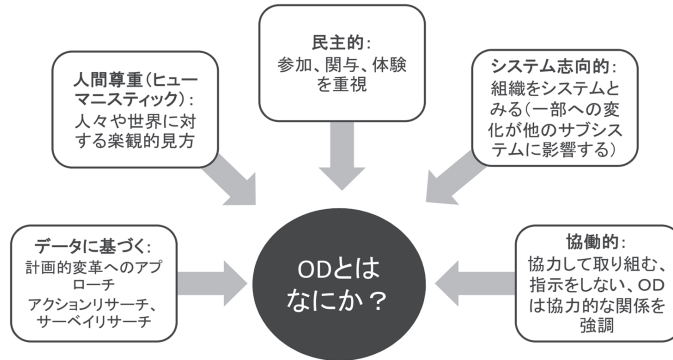 民主的：
参加、関与、体験
を重視
人間尊重（ヒュー
マニスティック）：
人々や世界に対
する楽観的見方
システム志向的：
組織をシステムと
みる（一部への変
化が他のサブシス
テムに影響する）
データに基づく：
計画的変革へのアプ
ローチ
アクションリサーチ、
サーベイリサーチ
ODとは
なにか？
協働的：
協力して取り組む、
指示をしない、OD
は協力的な関係を
強調